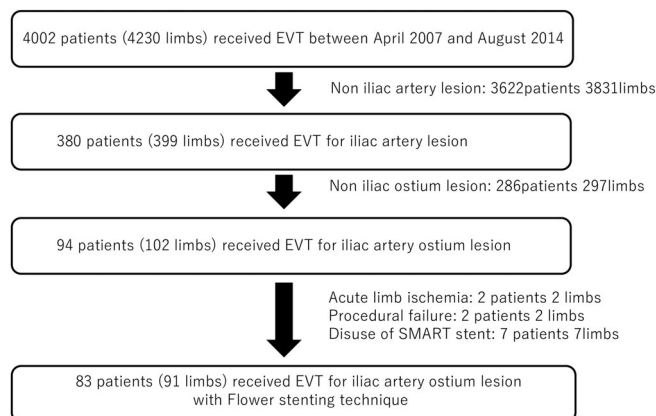 4002 patients (4230 limbs) received EVT between April 2007 and August 2014
Non iliac artery lesion: 3622patients 3831limbs
380 patients (399 limbs) received EVT for iliac artery lesion
Non iliac ostium lesion: 286patients 297limbs
94 patients (102 limbs) received EVT for iliac artery ostium lesion
Acute limb ischemia: 2 patients 2 limbs
Procedural failure: 2 patients 2 limbs
Disuse of SMART stent: 7 patients 7limbs
83 patients (91 limbs) received EVT for iliac artery ostium lesion
with Flower stenting technique